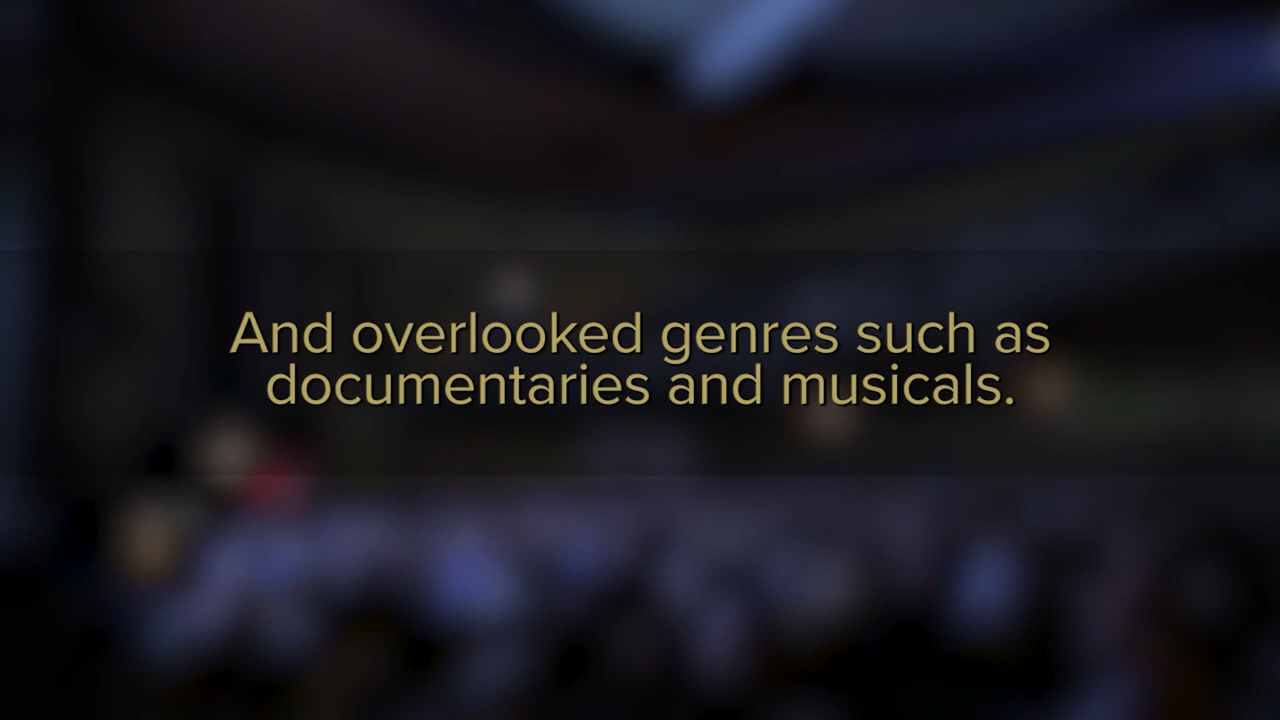 And overlooked genres such as
documentaries and musicals.